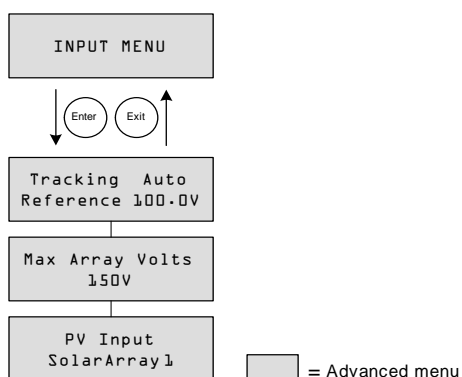 INPUT MENU
Enter
Exit
Tracking Auto
Reference 100.0V
Max Array Volts
150V
PV Input
SolarArray1
= Advanced menu